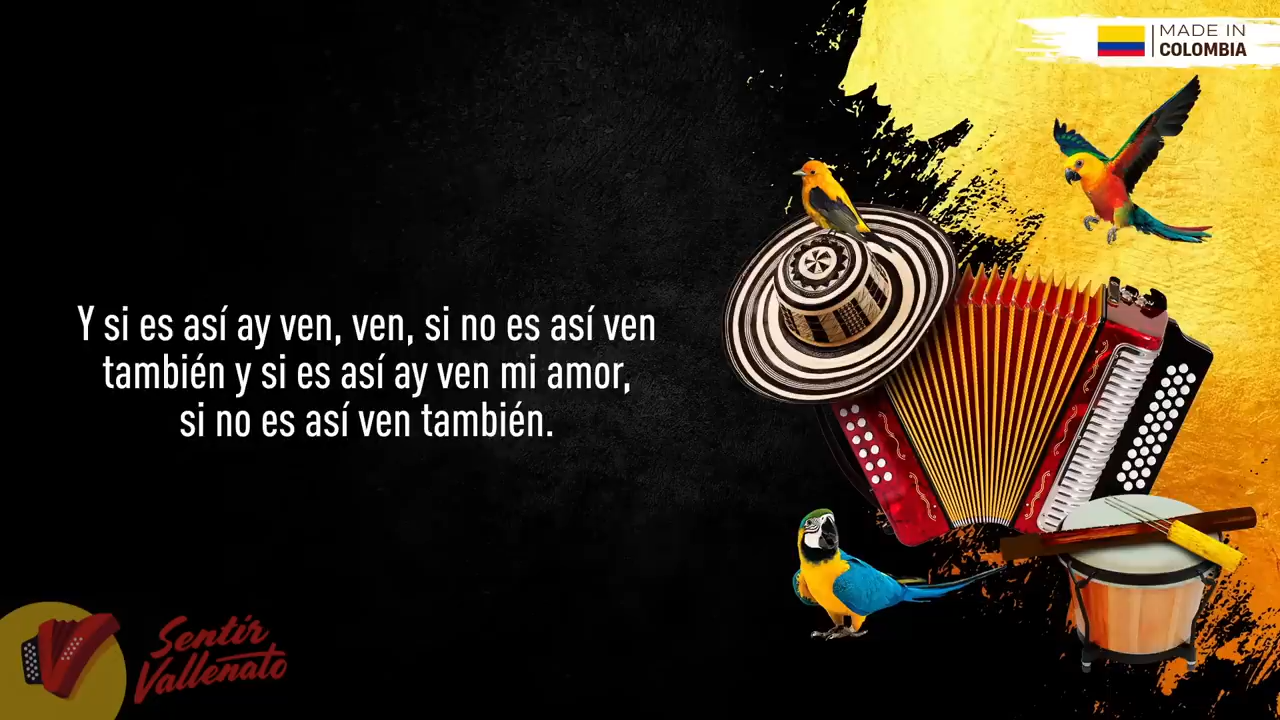 MADE IN
COLOMBIA
Y si es así ay ven, ven, si no es así ven
también y si es así ay ven mi amor,
si no es así ven también.
Sentir
Vallenato